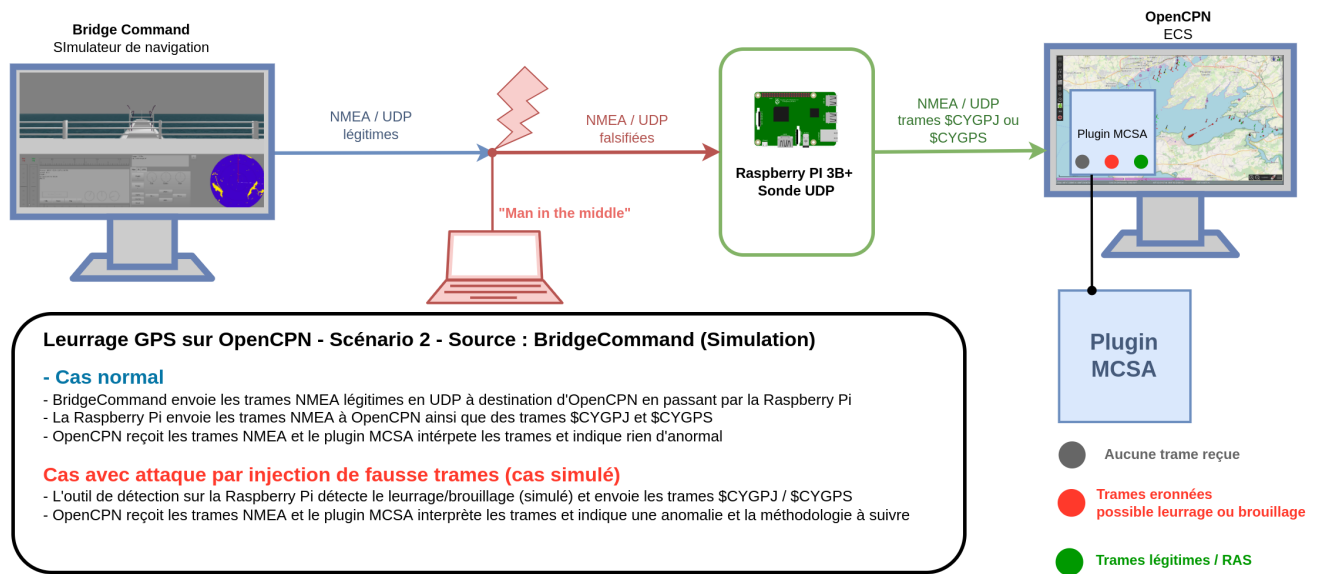 Bridge Command
SImulateur de navigation
OpenCPN
ECS
NMEA / UDP
légitimes
NMEA / UDP
falsifiées
NMEA / UDP
trames $CYGPJ ou
$CYGPS
Plugin MCSA
Raspberry PI 3B+
Sonde UDP
"Man in the middle"
Plugin
MCSA
Leurrage GPS sur OpenCPN - Scénario 2 - Source : BridgeCommand (Simulation)
- Cas normal
- BridgeCommand envoie les trames NMEA légitimes en UDP à destination d'OpenCPN en passant par la Raspberry Pi
- La Raspberry Pi envoie les trames NMEA à OpenCPN ainsi que des trames $CYGPJ et $CYGPS
- OpenCPN reçoit les trames NMEA et le plugin MCSA intérpete les trames et indique rien d'anormal
Cas avec attaque par injection de fausse trames (cas simulé)
- L'outil de détection sur la Raspberry Pi détecte le leurrage/brouillage (simulé) et envoie les trames $CYGPJ / $CYGPS
- OpenCPN reçoit les trames NMEA et le plugin MCSA interprète les trames et indique une anomalie et la méthodologie à suivre
Aucune trame reçue
Trames eronnées
possible leurrage ou brouillage
Trames légitimes / RAS